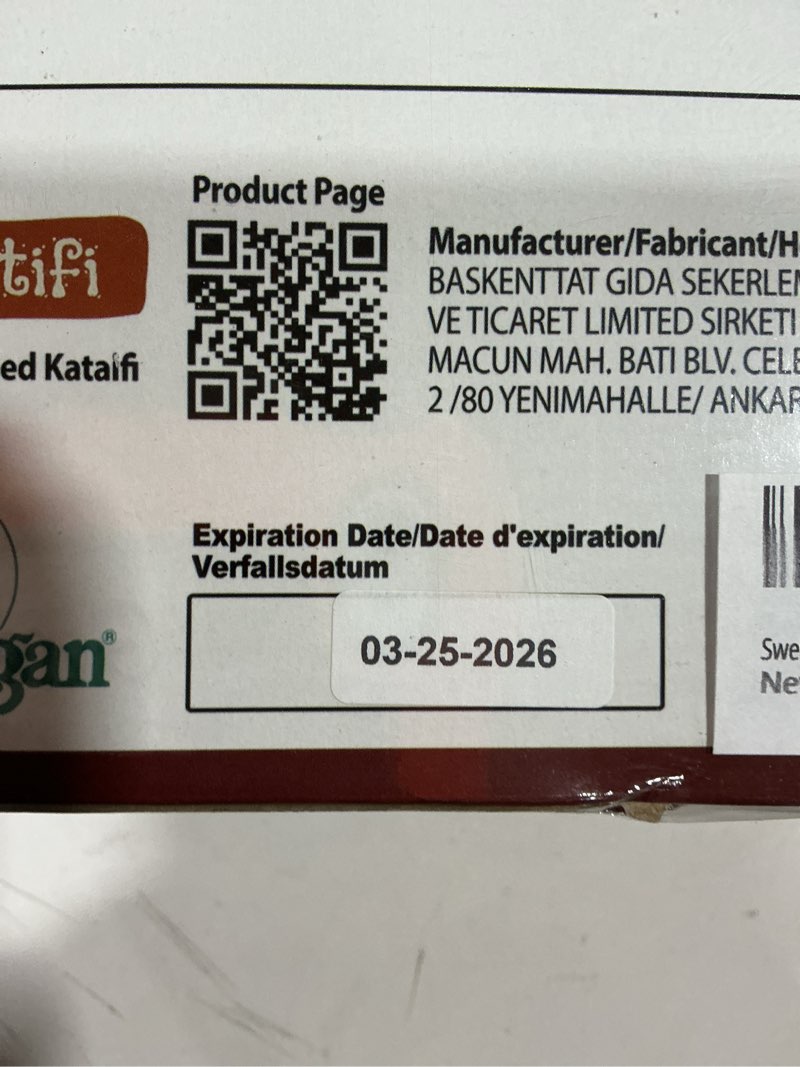 Product Page
tifi
ed Kataifi
Manufacturer/Fabricant/H
BASKENTTAT GIDA SEKERLEM
VE TICARET LIMITED SIRKETI
MACUN MAH. BATI BLV. CELE
2 /80 YENIMAHALLE/ ANKAR
Expiration Date/Date d'expiration/
Verfallsdatum
03-25-2026
gan®
Swe
Ne